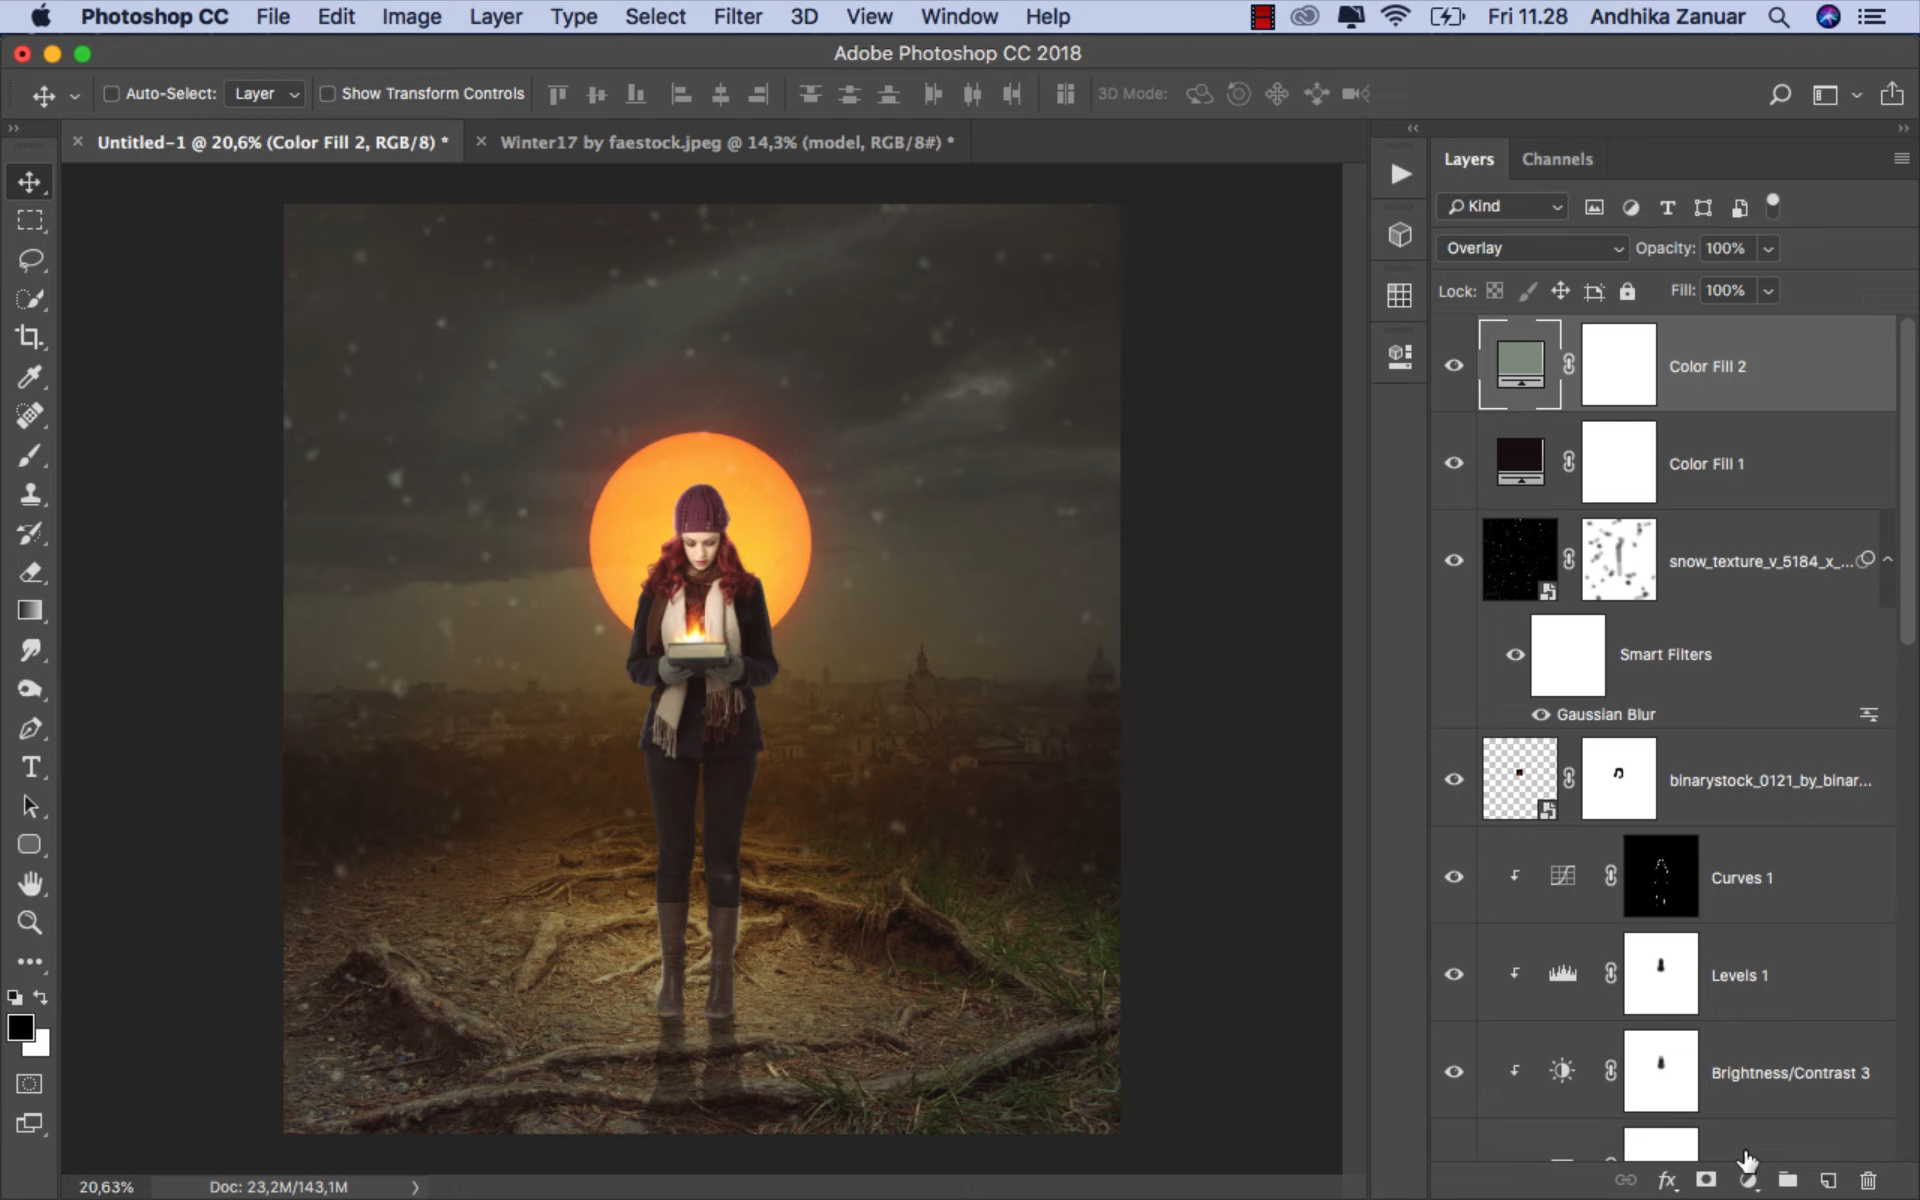 Photoshop CC File Edit Image Layer Type Select Filter 3D View Window Help Fri 11.28 Andhika Zanuar
Adobe Photoshop CC 2018
Auto-Select: Layer Show Transform Controls 3D Mode:
Untitled-1 @ 20,6% (Color Fill 2, RGB/8) * Winter17 by faestock.jpeg @ 14,3% (model, RGB/8#) *
Layers Channels
Kind
Overlay Opacity: 100%
Lock: Fill: 100%
Color Fill 2
Color Fill 1
snow_texture_v_5184_x_...
Smart Filters
Gaussian Blur
binarystock_0121_by_binar...
Curves 1
Levels 1
Brightness/Contrast 3
20,63% Doc: 23,2M/143,1M